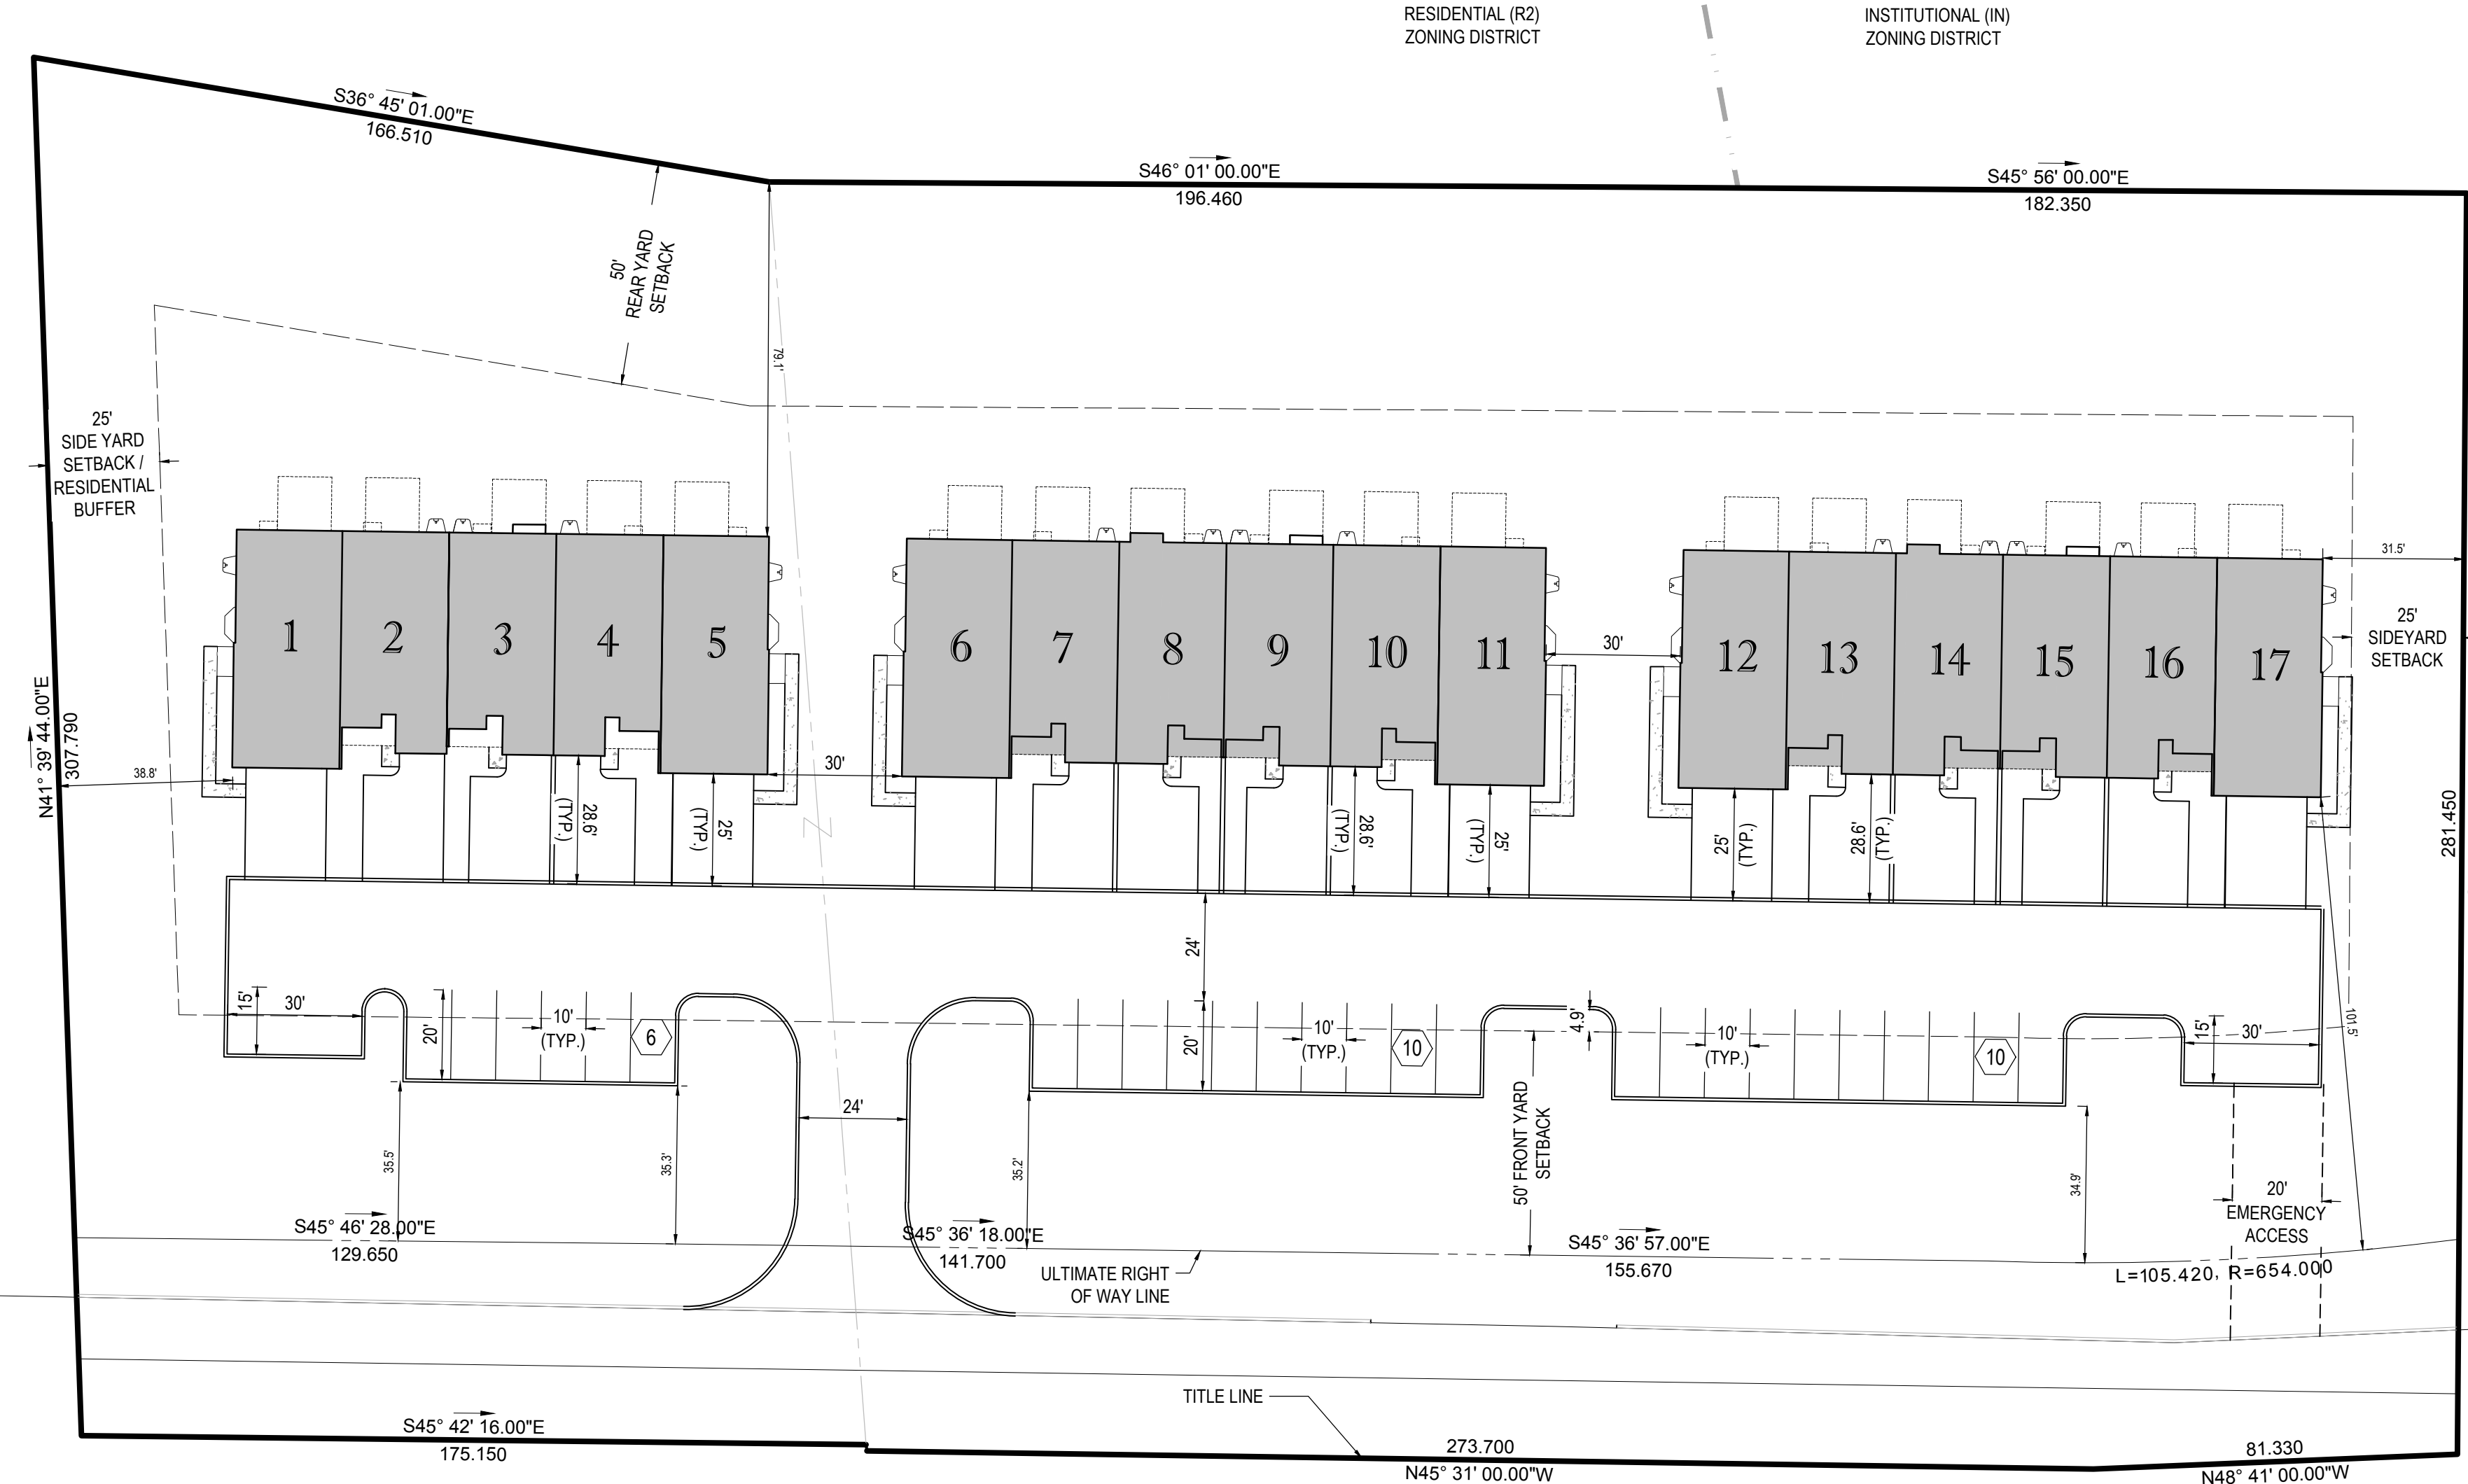 RESIDENTIAL (R2)
ZONING DISTRICT
INSTITUTIONAL (IN)
ZONING DISTRICT
S36° 45' 01.00"E
166.510
S46° 01' 00.00"E
196.460
S45° 56' 00.00"E
182.350
50'
REAR YARD
SETBACK
79.1'
25'
SIDE YARD
SETBACK /
RESIDENTIAL
BUFFER
31.5'
25'
SIDEYARD
SETBACK
1
2
3
4
5
6
7
8
9
10
11
12
13
14
15
16
17
30'
30'
N41° 39' 44.00"E
307.790
38.8'
281.450
28.6'
(TYP.)
25'
(TYP.)
28.6'
(TYP.)
25'
(TYP.)
25'
(TYP.)
28.6'
(TYP.)
24'
15'
30'
20'
10'
(TYP.)
6
20'
10'
(TYP.)
10
4.9'
10'
(TYP.)
10
15'
30'
101.5'
24'
50' FRONT YARD
SETBACK
35.5'
35.3'
35.2'
34.9'
20'
EMERGENCY
ACCESS
S45° 46' 28.00"E
129.650
S45° 36' 18.00"E
141.700
S45° 36' 57.00"E
155.670
L=105.420, R=654.000
ULTIMATE RIGHT
OF WAY LINE
TITLE LINE
S45° 42' 16.00"E
175.150
273.700
N45° 31' 00.00"W
81.330
N48° 41' 00.00"W